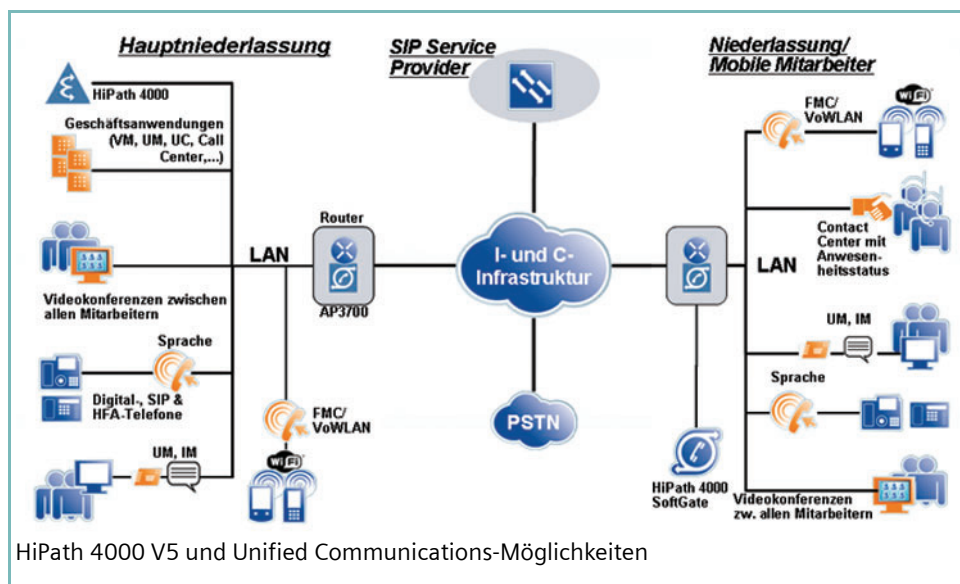 Hauptniederlassung
HiPath 4000
Geschäftsanwendungen
(VM, UM, UC, Call
Center,...)
Videokonferenzen zwischen
allen Mitarbeitern
Sprache
Digital-, SIP &
HFA-Telefone
UM, IM
LAN
Router
AP3700
FMC/
VoWLAN
WiFi
SIP Service
Provider
I- und C-
Infrastruktur
PSTN
HiPath 4000
SoftGate
Niederlassung/
Mobile Mitarbeiter
FMC/
VoWLAN
WiFi
Contact
Center mit
Anwesen-
heitsstatus
LAN
UM, IM
Sprache
Videokonferenzen
zw. allen Mitarbeitern
HiPath 4000 V5 und Unified Communications-Möglichkeiten